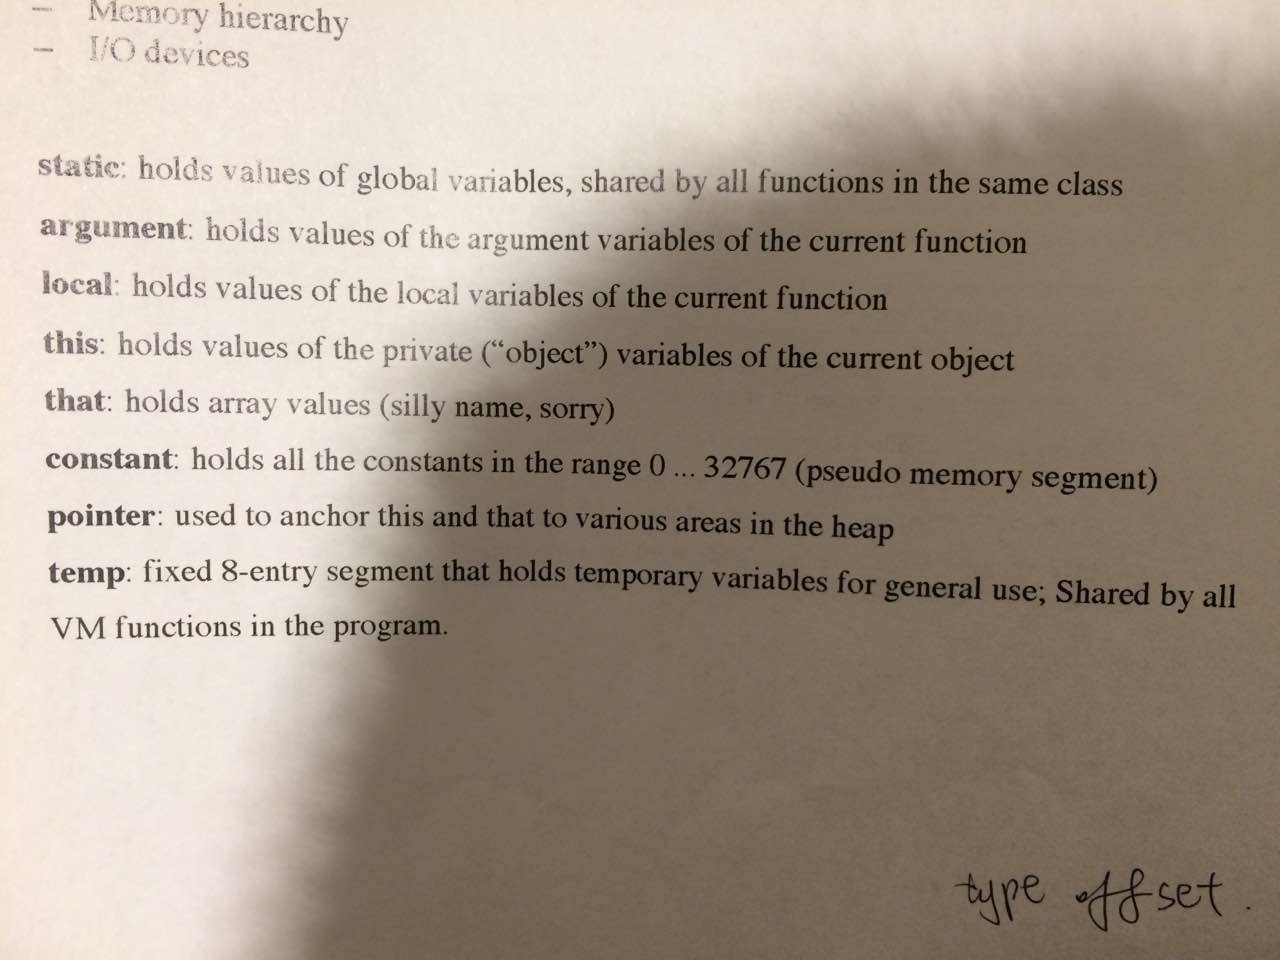 – Memory hierarchy
– I/O devices
static: holds values of global variables, shared by all functions in the same class
argument: holds values of the argument variables of the current function
local: holds values of the local variables of the current function
this: holds values of the private (“object”) variables of the current object
that: holds array values (silly name, sorry)
constant: holds all the constants in the range 0 ... 32767 (pseudo memory segment)
pointer: used to anchor this and that to various areas in the heap
temp: fixed 8-entry segment that holds temporary variables for general use; Shared by all
VM functions in the program.
type offset.